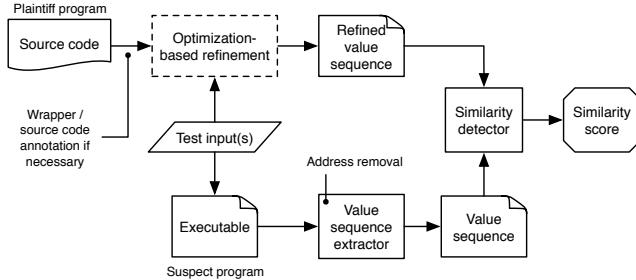 Plaintiff program
Source code
Optimization-
based refinement
Refined
value
sequence
Wrapper /
source code
annotation if
necessary
Test input(s)
Similarity
detector
Similarity
score
Address removal
Executable
Value
sequence
extractor
Value
sequence
Suspect program